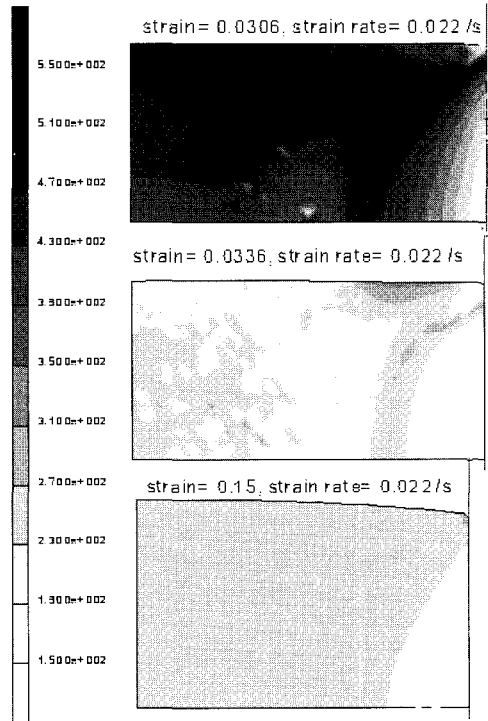 strain= 0.0306, strain rate= 0.022 /s
5.500e+002
5.100e+002
4.700e+002
4.300e+002
3.900e+002
3.500e+002
3.100e+002
2.700e+002
2.300e+002
1.900e+002
1.500e+002
strain= 0.0336, strain rate= 0.022 /s
strain= 0.15, strain rate= 0.022/s